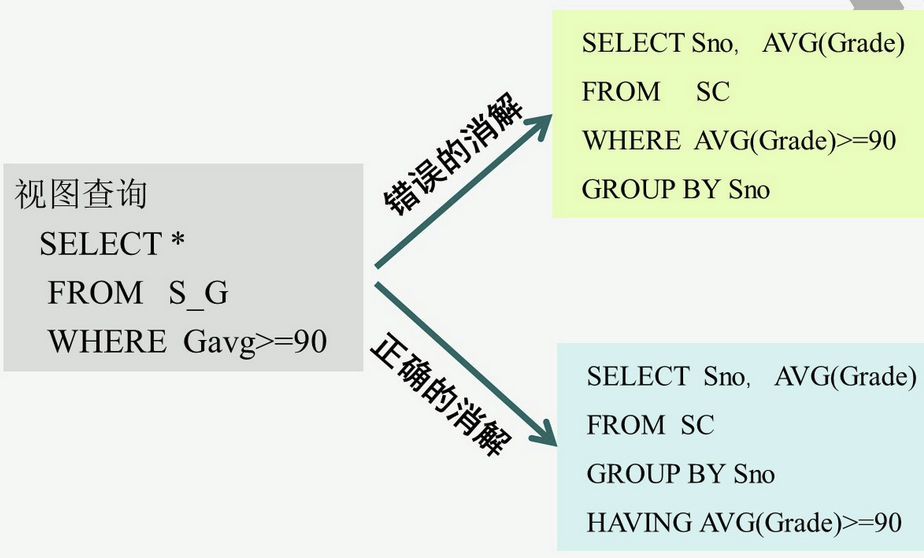 视图查询
SELECT *
FROM S_G
WHERE Gavg>=90
错误的消解
SELECT Sno, AVG(Grade)
FROM SC
WHERE AVG(Grade)>=90
GROUP BY Sno
正确的消解
SELECT Sno, AVG(Grade)
FROM SC
GROUP BY Sno
HAVING AVG(Grade)>=90